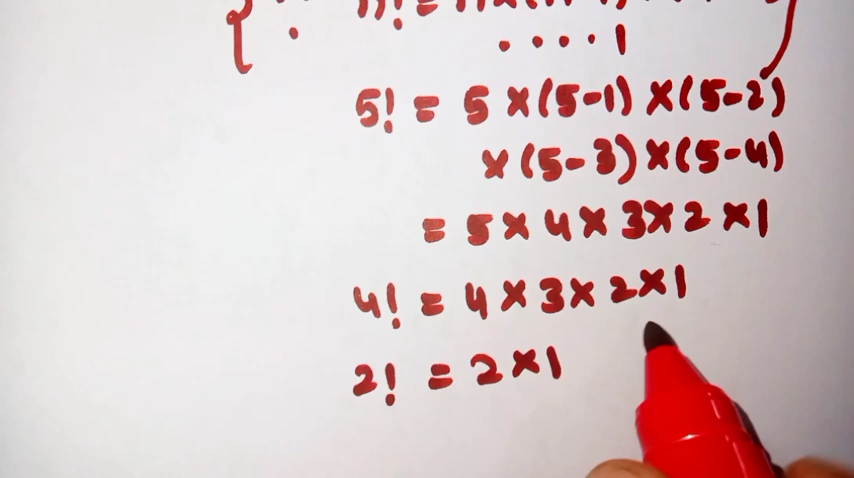 5! = 5 × (5-1) × (5-2)
× (5-3) × (5-4)
= 5 × 4 × 3 × 2 × 1
4! = 4 × 3 × 2 × 1
2! = 2 × 1